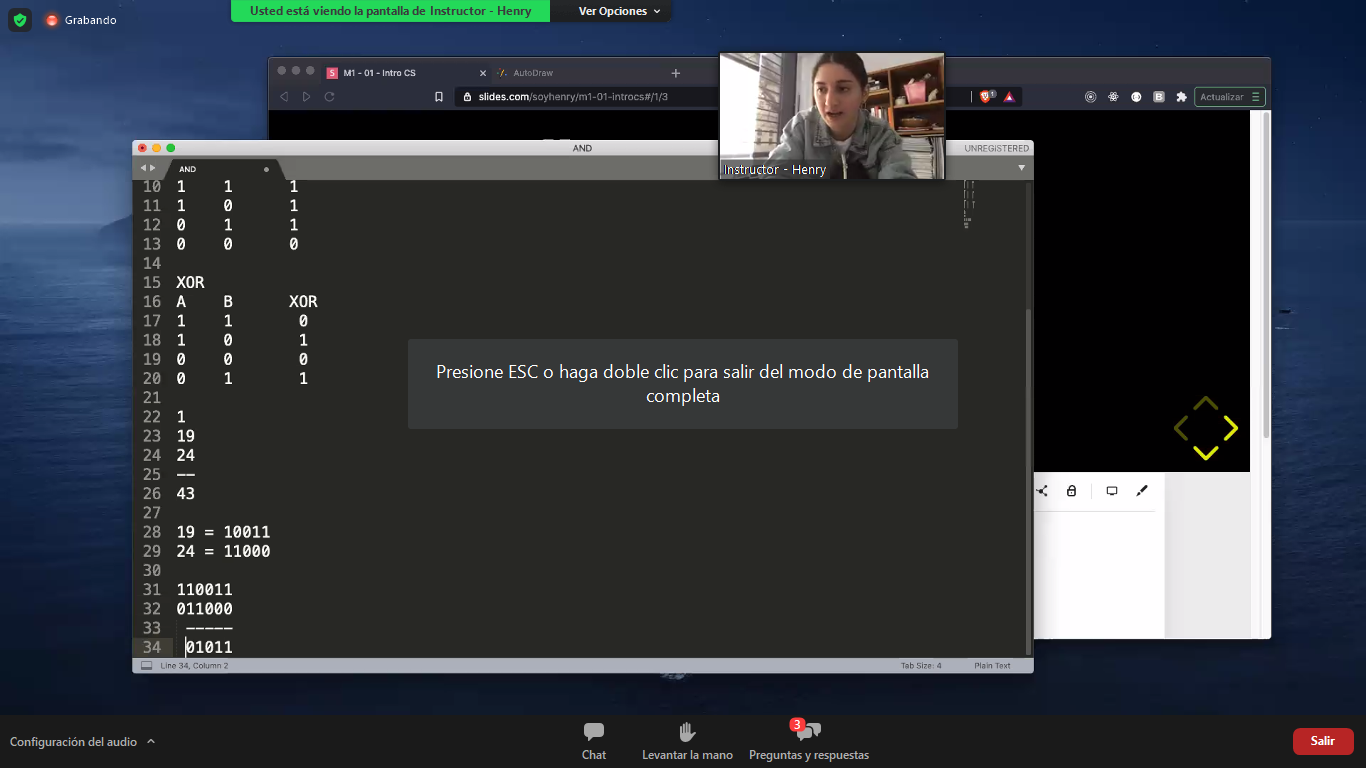 Grabando
Usted está viendo la pantalla de Instructor - Henry
Ver Opciones
M1 - 01 - Intro CS
AutoDraw
slides.com/soyhenry/m1-01-introcs#/1/3
1
Actualizar
Instructor - Henry
AND
UNREGISTERED
AND
10 1 1 1
11 1 0 1
12 0 1 1
13 0 0 0
14
15 XOR
16 A B XOR
17 1 1 0
18 1 0 1
19 0 0 0
20 0 1 1
21
22 1
23 19
24 24
25 --
26 43
27
28 19 = 10011
29 24 = 11000
30
31 110011
32 011000
33 -----
34 01011
Presione ESC o haga doble clic para salir del modo de pantalla
completa
Line 34, Column 2
Tab Size: 4
Plain Text
Configuración del audio
Chat
Levantar la mano
3
Preguntas y respuestas
Salir